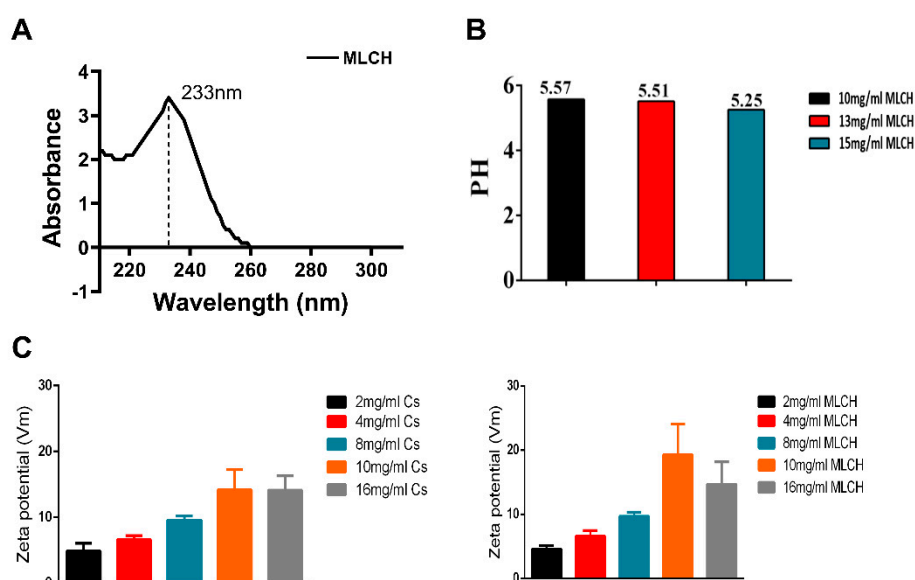 A
MLCH
233nm
Absorbance
4
3
2
1
0
-1
220 240 260 280 300
Wavelength (nm)
B
PH
6
4
2
0
5.57
5.51
5.25
10mg/ml MLCH
13mg/ml MLCH
15mg/ml MLCH
C
Zeta potential (Vm)
30
20
10
0
2mg/ml Cs
4mg/ml Cs
8mg/ml Cs
10mg/ml Cs
16mg/ml Cs
Zeta potential (Vm)
30
20
10
0
2mg/ml MLCH
4mg/ml MLCH
8mg/ml MLCH
10mg/ml MLCH
16mg/ml MLCH